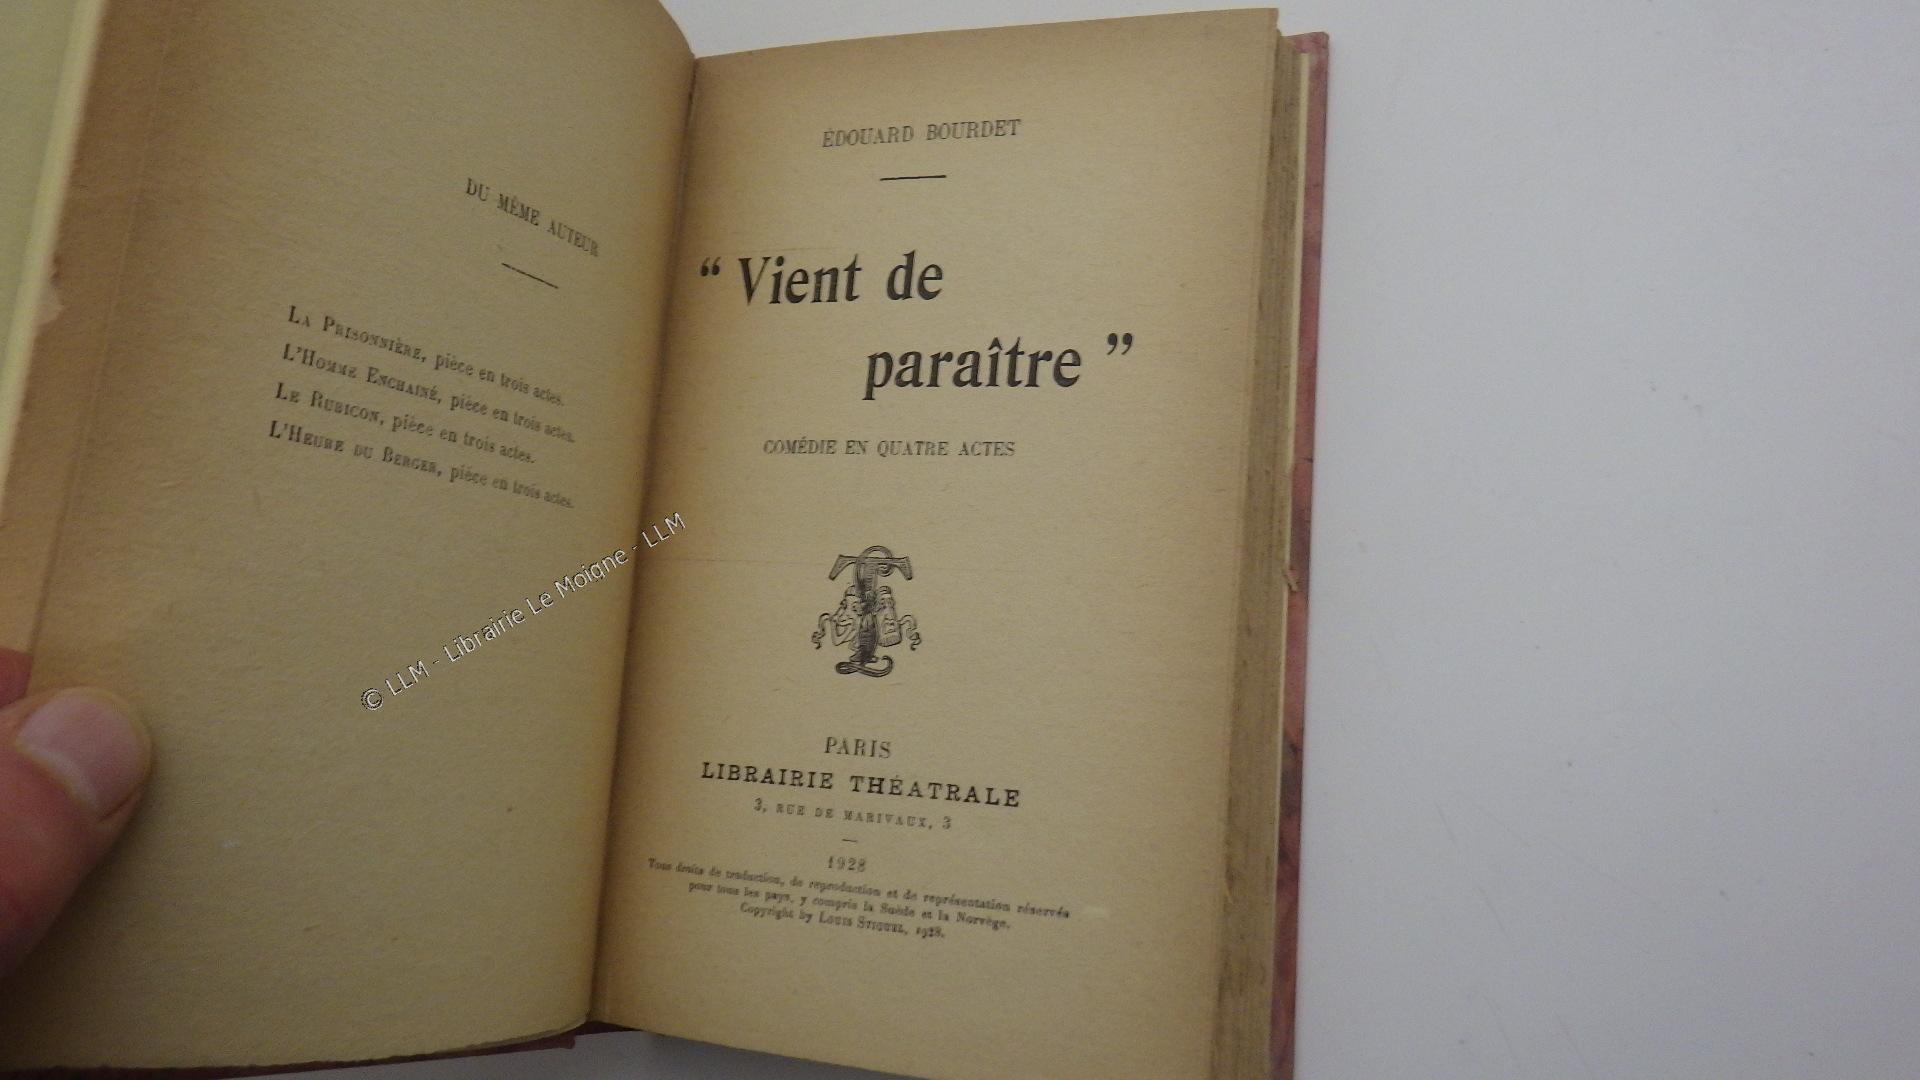 DU MÊME AUTEUR
LA PRISONNIÈRE, pièce en trois actes.
L'HOMME ENCHAINÉ, pièce en trois actes.
LE RUBICON, pièce en trois actes.
L'HEURE DU BERGER, pièce en trois actes.
© LLM - Librairie Le Moigne - LLM
ÉDOUARD BOURDET
“ Vient de
paraître ”
COMÉDIE EN QUATRE ACTES
PARIS
LIBRAIRIE THÉATRALE
3, RUE DE MARIVAUX, 3
1928
Tous droits de traduction, de reproduction et de représentation réservés
pour tous les pays, y compris la Suède et la Norvège.
Copyright by LOUIS STIQUEL, 1928.